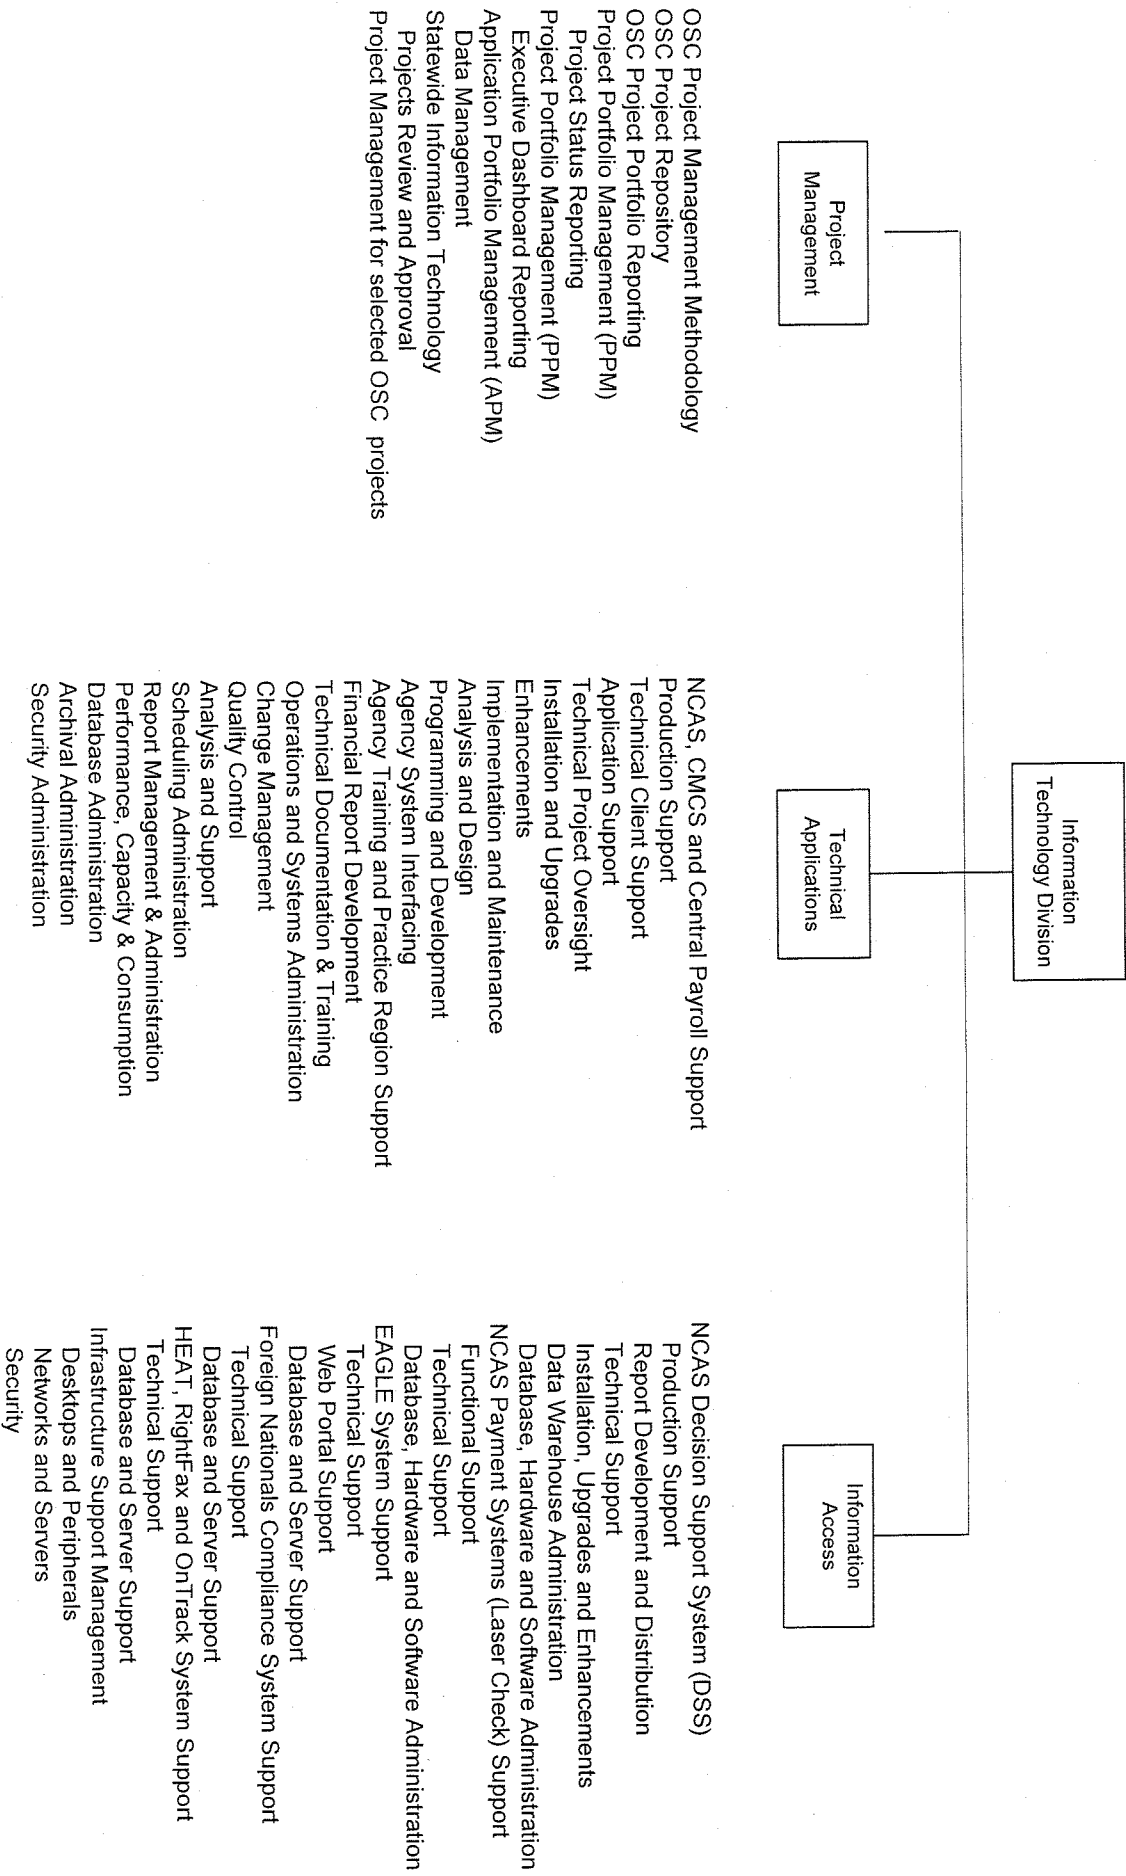 Information
Technology Division
Project
Management
Technical
Applications
Information
Access
OSC Project Management Methodology
OSC Project Repository
OSC Project Portfolio Reporting
Project Portfolio Management (PPM)
Project Status Reporting
Project Portfolio Management (PPM)
Executive Dashboard Reporting
Application Portfolio Management (APM)
Data Management
Statewide Information Technology
Projects Review and Approval
Project Management for selected OSC projects
NCAS, CMCS and Central Payroll Support
Production Support
Technical Client Support
Application Support
Technical Project Oversight
Installation and Upgrades
Enhancements
Implementation and Maintenance
Analysis and Design
Programming and Development
Agency System Interfacing
Agency Training and Practice Region Support
Financial Report Development
Technical Documentation & Training
Operations and Systems Administration
Change Management
Quality Control
Analysis and Support
Scheduling Administration
Report Management & Administration
Performance, Capacity & Consumption
Database Administration
Archival Administration
Security Administration
NCAS Decision Support System (DSS)
Production Support
Report Development and Distribution
Technical Support
Installation, Upgrades and Enhancements
Data Warehouse Administration
Database, Hardware and Software Administration
NCAS Payment Systems (Laser Check) Support
Functional Support
Technical Support
Database, Hardware and Software Administration
EAGLE System Support
Technical Support
Web Portal Support
Database and Server Support
Foreign Nationals Compliance System Support
Technical Support
Database and Server Support
HEAT, RightFax and OnTrack System Support
Technical Support
Database and Server Support
Infrastructure Support Management
Desktops and Peripherals
Networks and Servers
Security